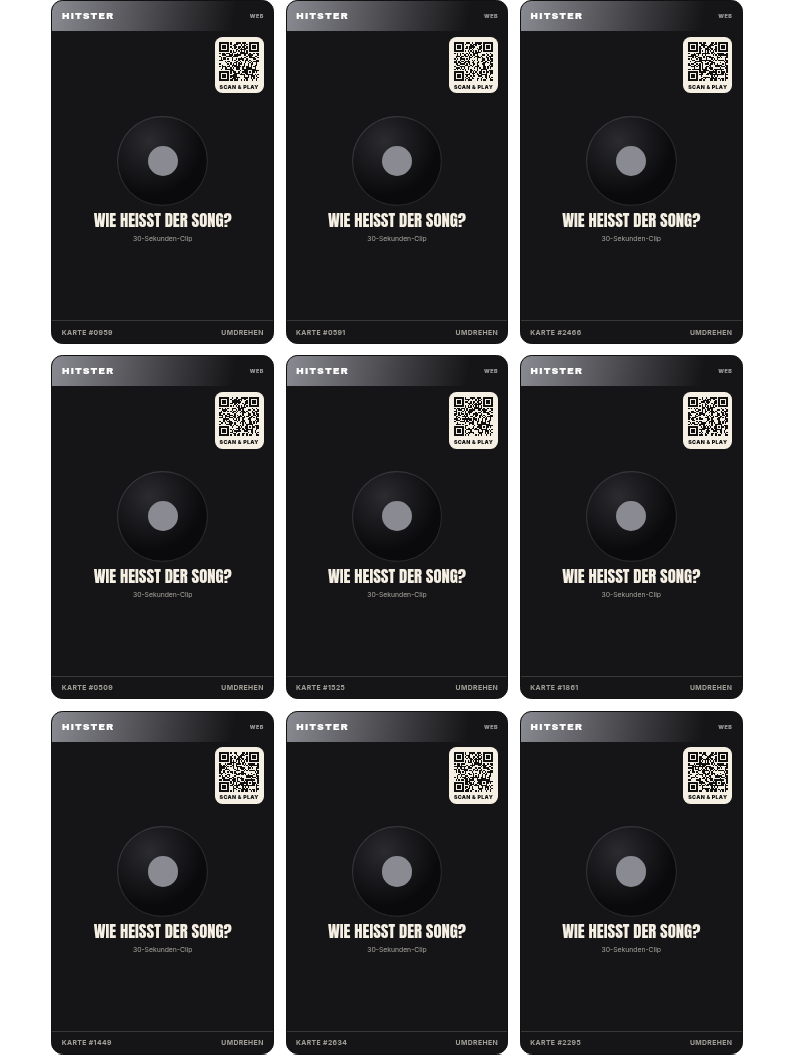 HITSTER WEB
SCAN & PLAY
WIE HEISST DER SONG?
30-Sekunden-Clip
KARTE #0959 UMDREHEN
HITSTER WEB
SCAN & PLAY
WIE HEISST DER SONG?
30-Sekunden-Clip
KARTE #0591 UMDREHEN
HITSTER WEB
SCAN & PLAY
WIE HEISST DER SONG?
30-Sekunden-Clip
KARTE #2466 UMDREHEN
HITSTER WEB
SCAN & PLAY
WIE HEISST DER SONG?
30-Sekunden-Clip
KARTE #0509 UMDREHEN
HITSTER WEB
SCAN & PLAY
WIE HEISST DER SONG?
30-Sekunden-Clip
KARTE #1525 UMDREHEN
HITSTER WEB
SCAN & PLAY
WIE HEISST DER SONG?
30-Sekunden-Clip
KARTE #1861 UMDREHEN
HITSTER WEB
SCAN & PLAY
WIE HEISST DER SONG?
30-Sekunden-Clip
KARTE #1449 UMDREHEN
HITSTER WEB
SCAN & PLAY
WIE HEISST DER SONG?
30-Sekunden-Clip
KARTE #2634 UMDREHEN
HITSTER WEB
SCAN & PLAY
WIE HEISST DER SONG?
30-Sekunden-Clip
KARTE #2295 UMDREHEN